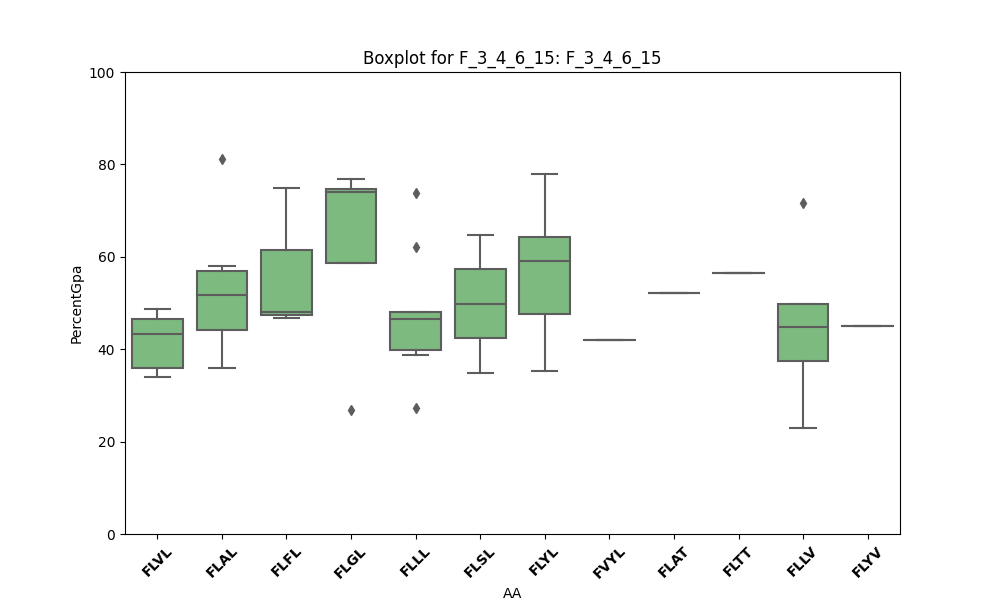 Boxplot for F_3_4_6_15: F_3_4_6_15
100
80
60
40
20
0
PercentGpa
FLVL
FLAL
FLFL
FLGL
FLLL
FLSL
FLYL
FVYL
FLAT
FLTT
FLLV
FLYV
AA